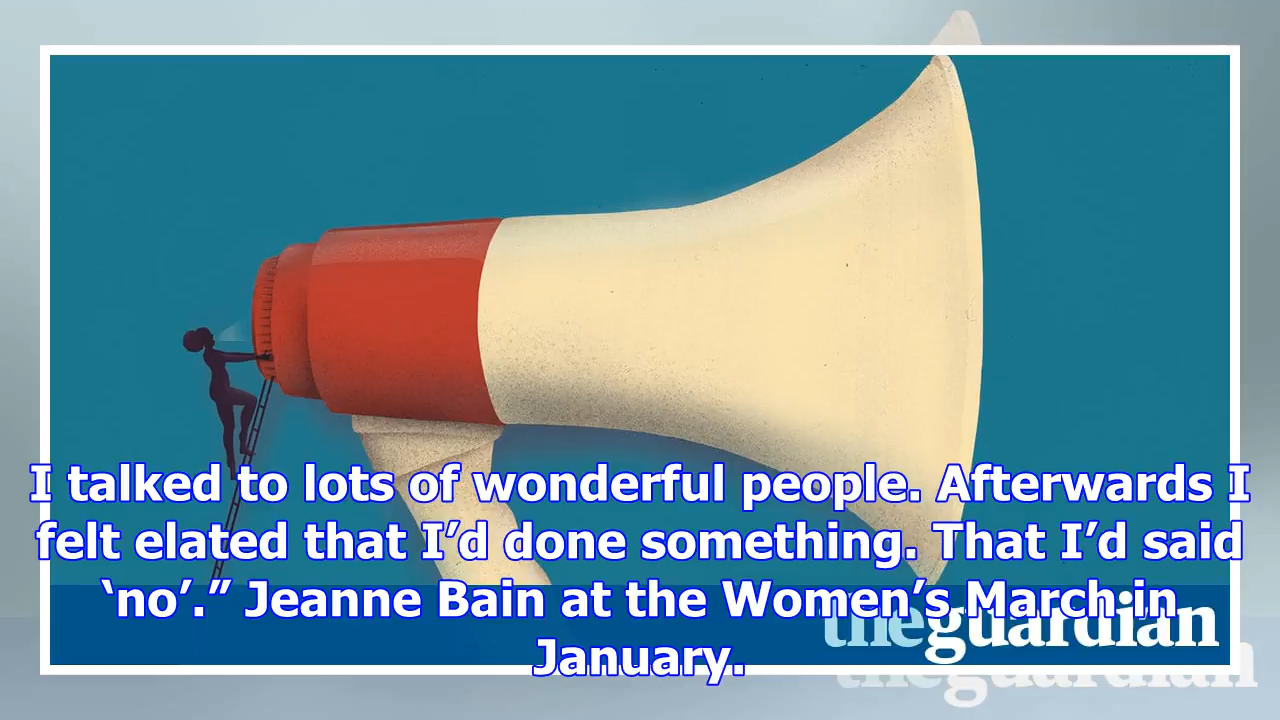 I talked to lots of wonderful people. Afterwards I
felt elated that I’d done something. That I’d said
‘no’.” Jeanne Bain at the Women’s March in
January.
theguardian
theguardian